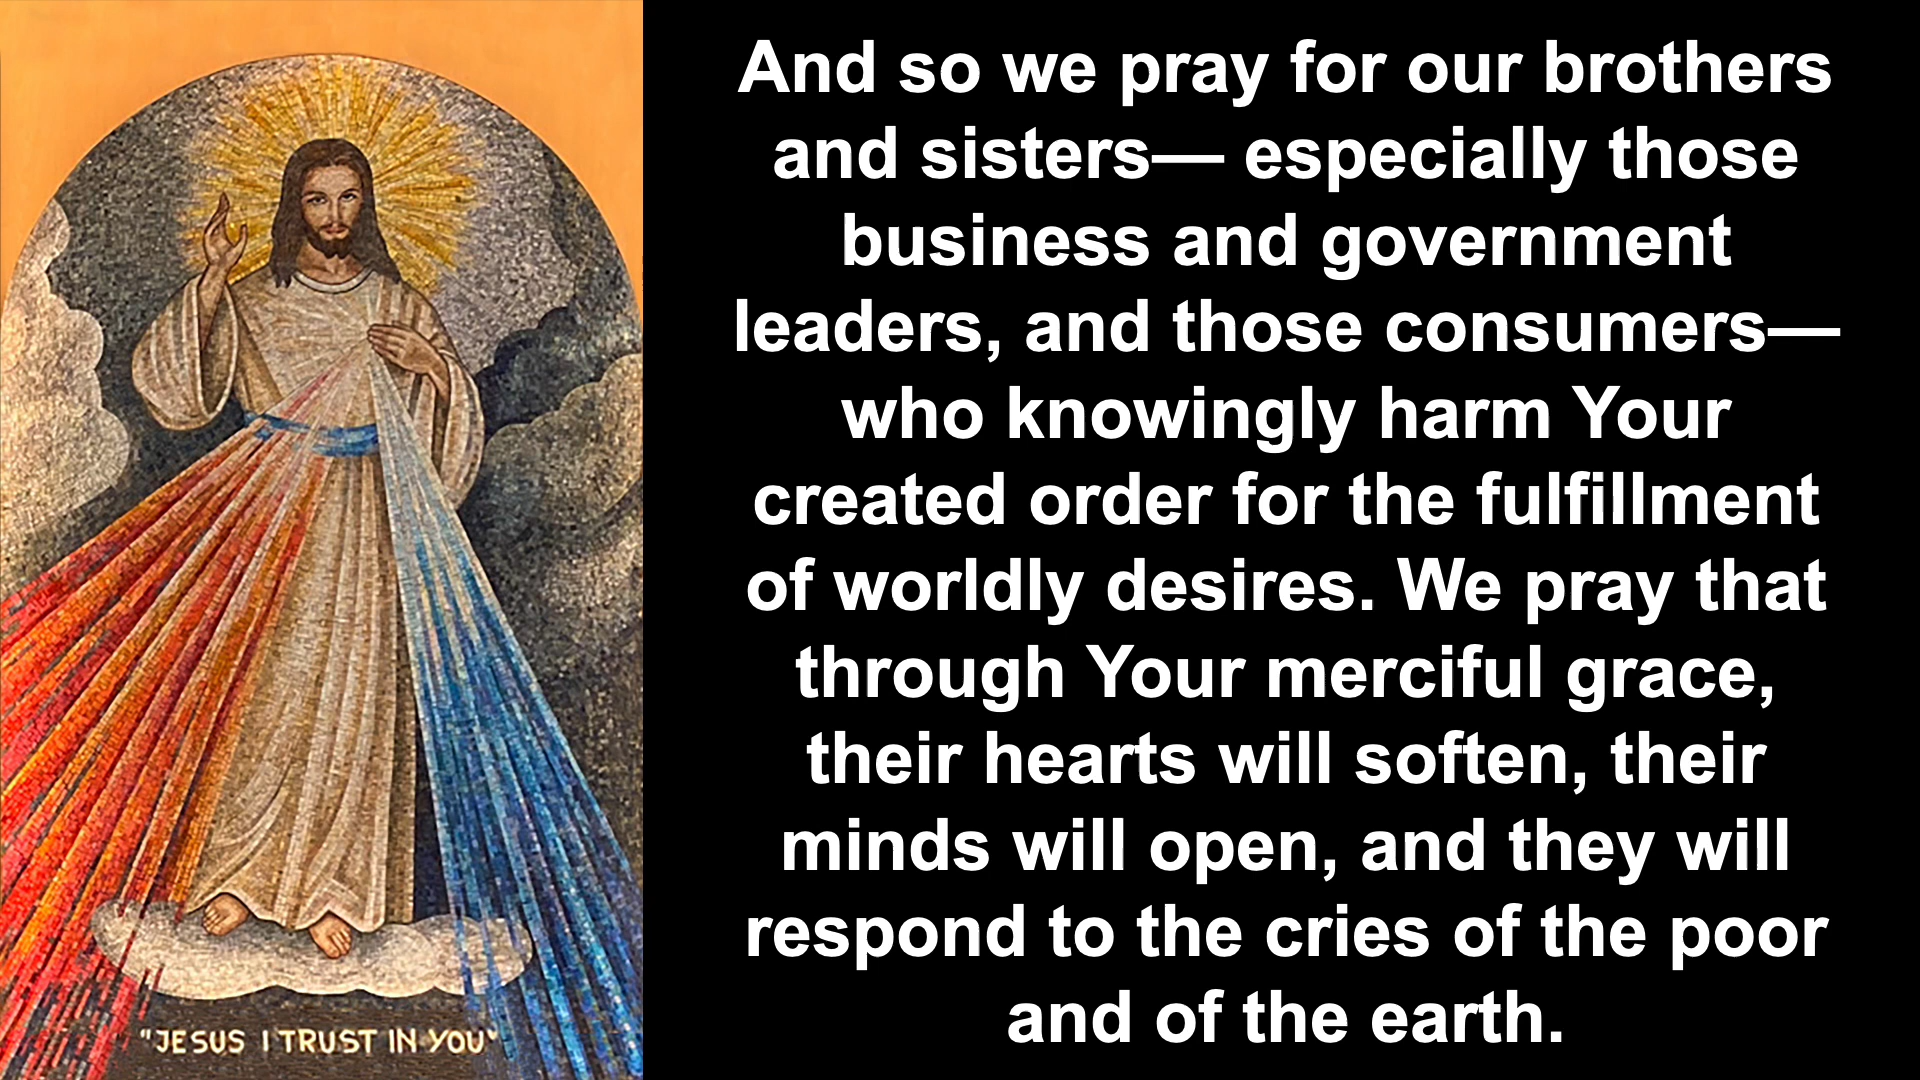 And so we pray for our brothers
and sisters— especially those
business and government
leaders, and those consumers—
who knowingly harm Your
created order for the fulfillment
of worldly desires. We pray that
through Your merciful grace,
their hearts will soften, their
minds will open, and they will
respond to the cries of the poor
and of the earth.
"JESUS I TRUST IN YOU"